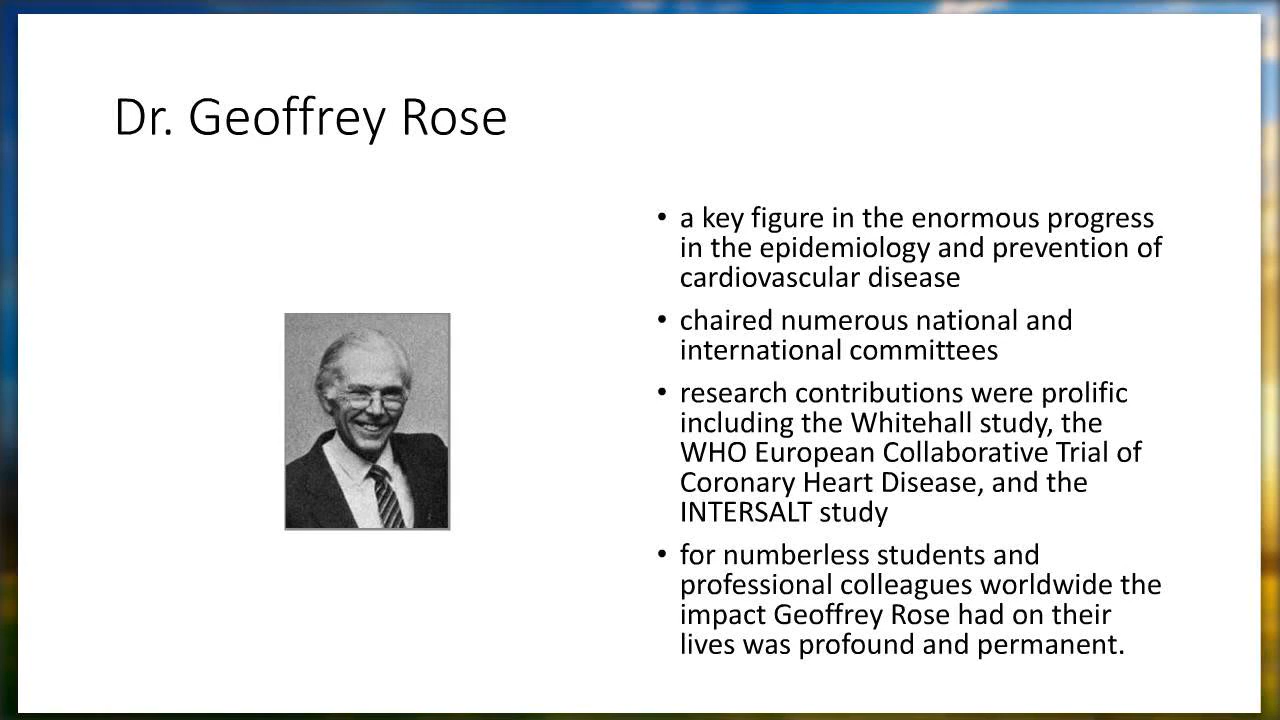 Dr. Geoffrey Rose
• a key figure in the enormous progress
in the epidemiology and prevention of
cardiovascular disease
• chaired numerous national and
international committees
• research contributions were prolific
including the Whitehall study, the
WHO European Collaborative Trial of
Coronary Heart Disease, and the
INTERSALT study
• for numberless students and
professional colleagues worldwide the
impact Geoffrey Rose had on their
lives was profound and permanent.